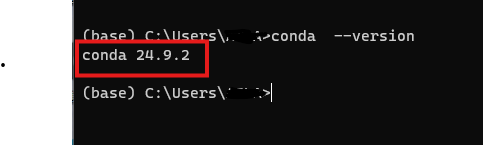 (base) C:\Users\ >conda  --version
conda 24.9.2
(base) C:\Users\ >